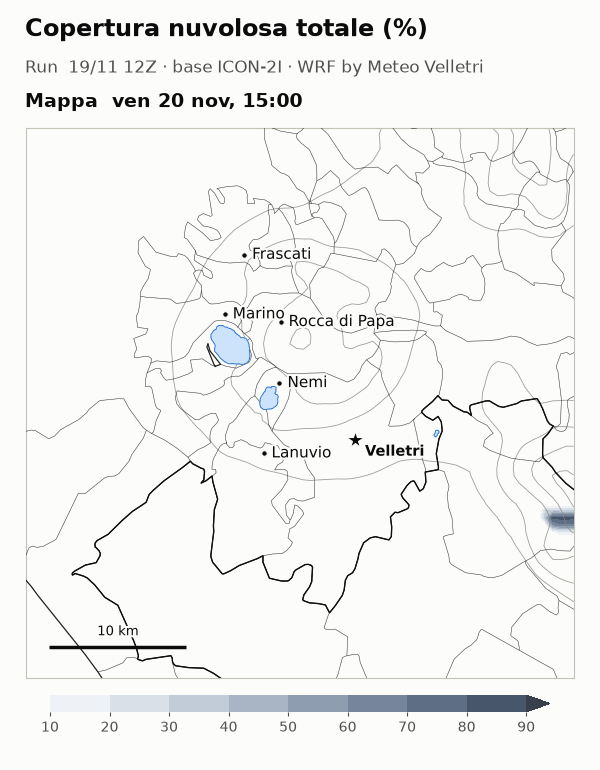 Copertura nuvolosa totale (%)
Run  19/11 12Z · base ICON-2I · WRF by Meteo Velletri
Mappa  ven 20 nov, 15:00
Frascati
Marino
Rocca di Papa
Nemi
Velletri
Lanuvio
10 km
10 20 30 40 50 60 70 80 90